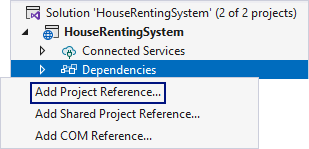 Solution 'HouseRentingSystem' (2 of 2 projects)
HouseRentingSystem
Connected Services
Dependencies
Add Project Reference...
Add Shared Project Reference...
Add COM Reference...